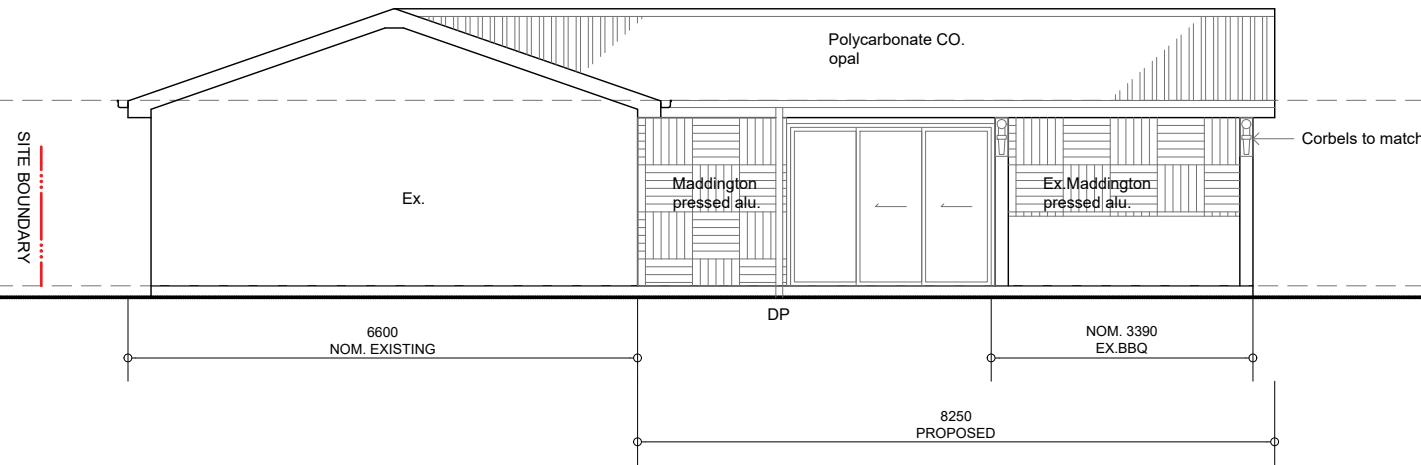 Polycarbonate CO.
opal
Corbels to match
SITE BOUNDARY
Ex.
Maddington
pressed alu.
Ex.Maddington
pressed alu.
DP
6600
NOM. EXISTING
NOM. 3390
EX.BBQ
8250
PROPOSED